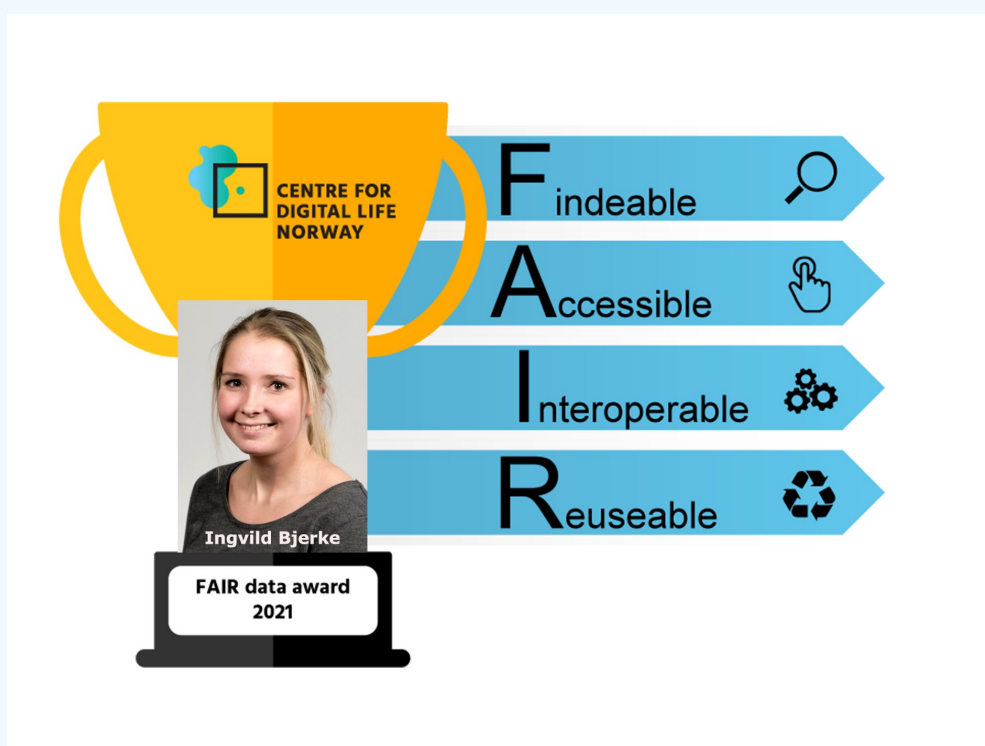 CENTRE FOR
DIGITAL LIFE
NORWAY
Findeable
Accessible
Interoperable
Reuseable
Ingvild Bjerke
FAIR data award
2021